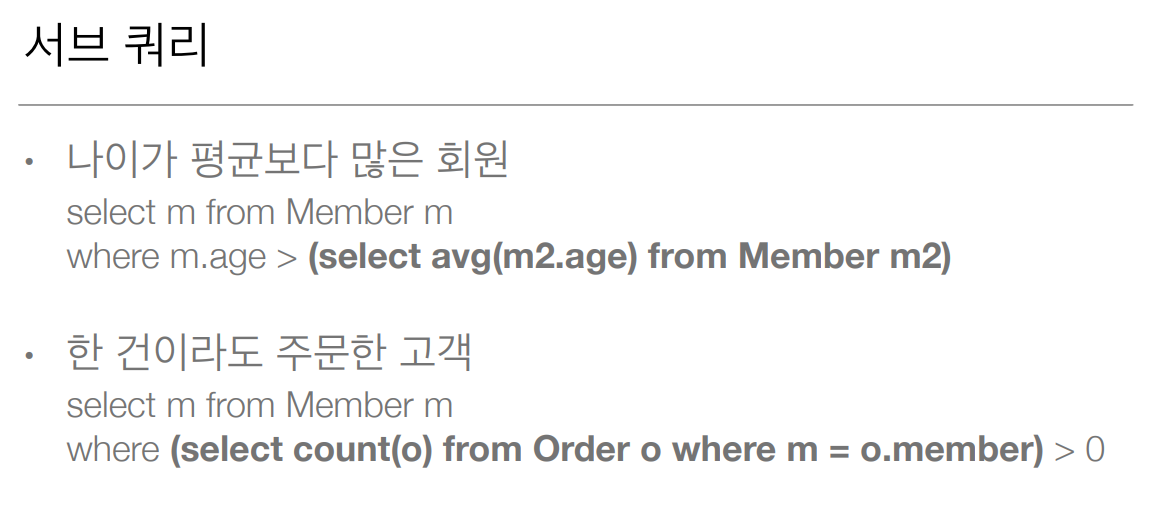 서브 쿼리
• 나이가 평균보다 많은 회원
select m from Member m
where m.age > (select avg(m2.age) from Member m2)
• 한 건이라도 주문한 고객
select m from Member m
where (select count(o) from Order o where m = o.member) > 0